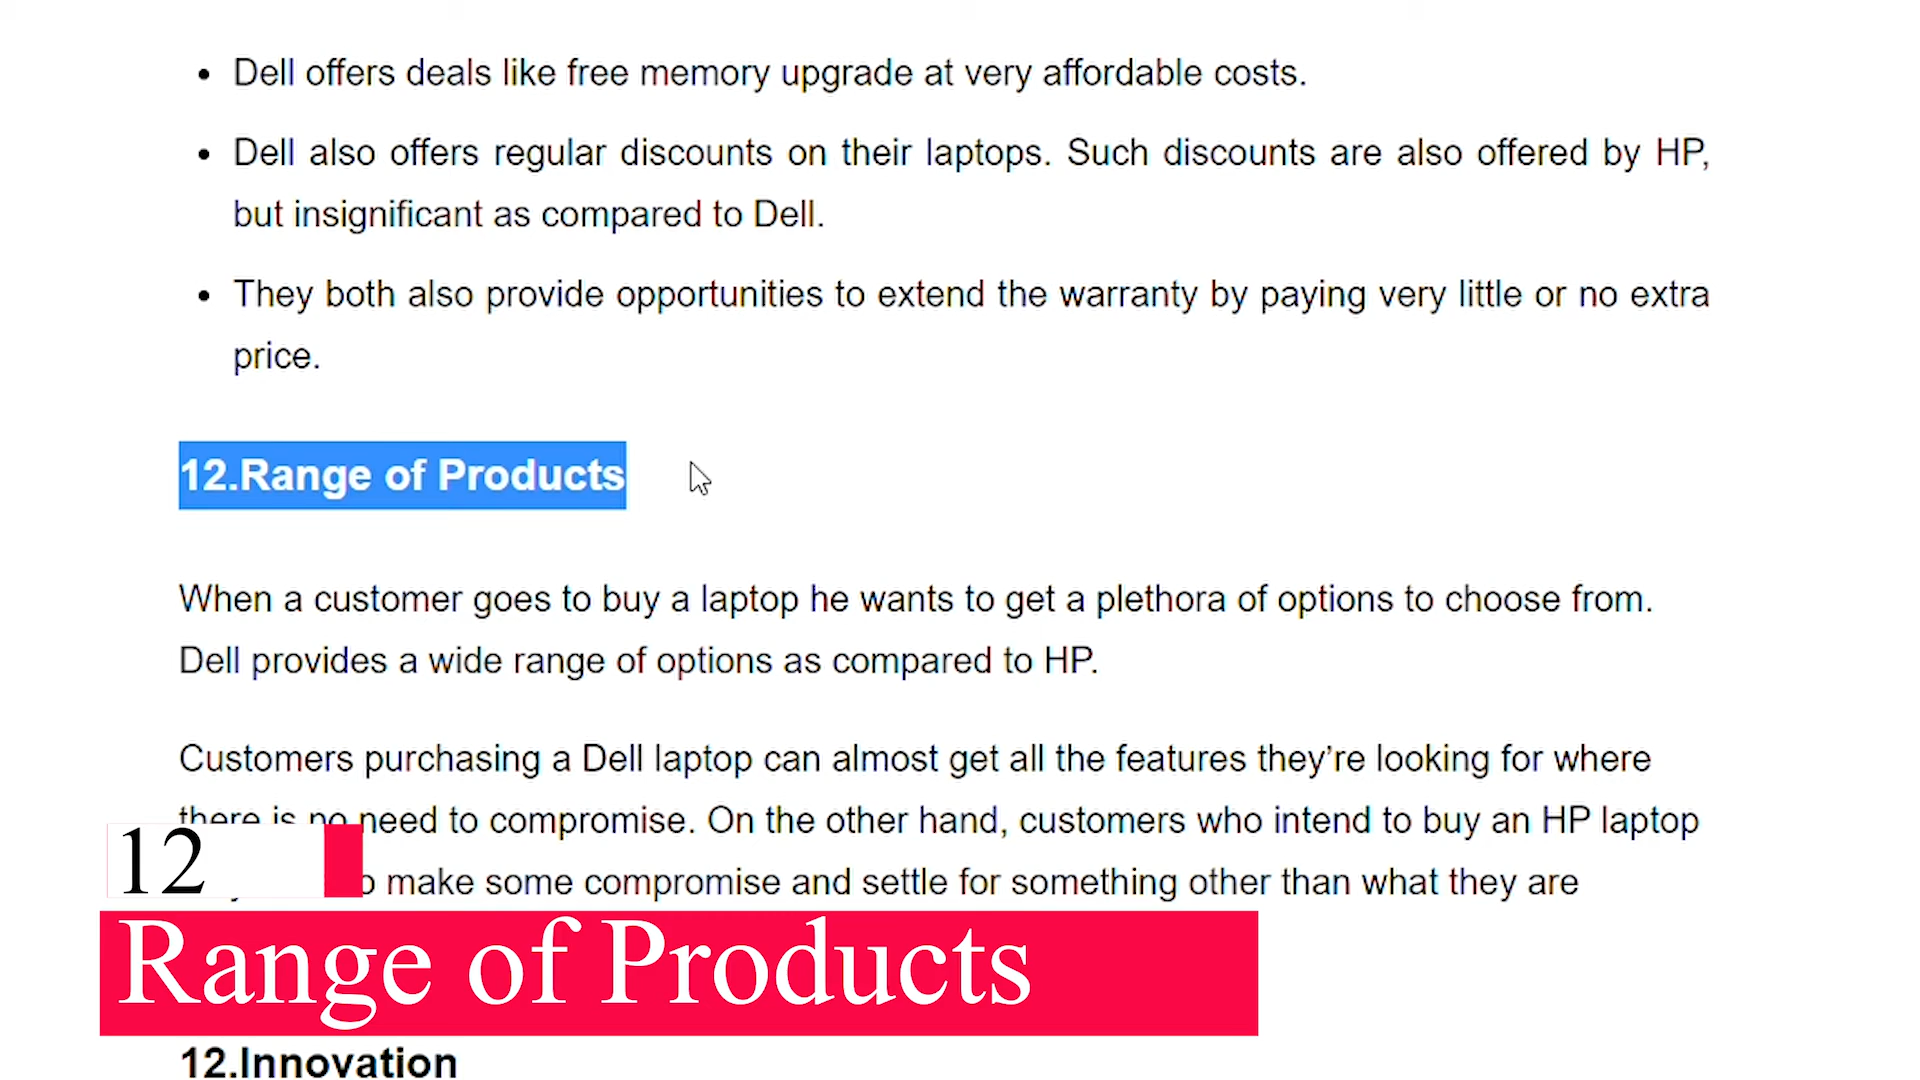 Dell offers deals like free memory upgrade at very affordable costs.
Dell also offers regular discounts on their laptops. Such discounts are also offered by HP,
but insignificant as compared to Dell.
They both also provide opportunities to extend the warranty by paying very little or no extra
price.
12.Range of Products
When a customer goes to buy a laptop he wants to get a plethora of options to choose from.
Dell provides a wide range of options as compared to HP.
Customers purchasing a Dell laptop can almost get all the features they’re looking for where
there is no need to compromise. On the other hand, customers who intend to buy an HP laptop
make some compromise and settle for something other than what they are
12
Range of Products
12.Innovation